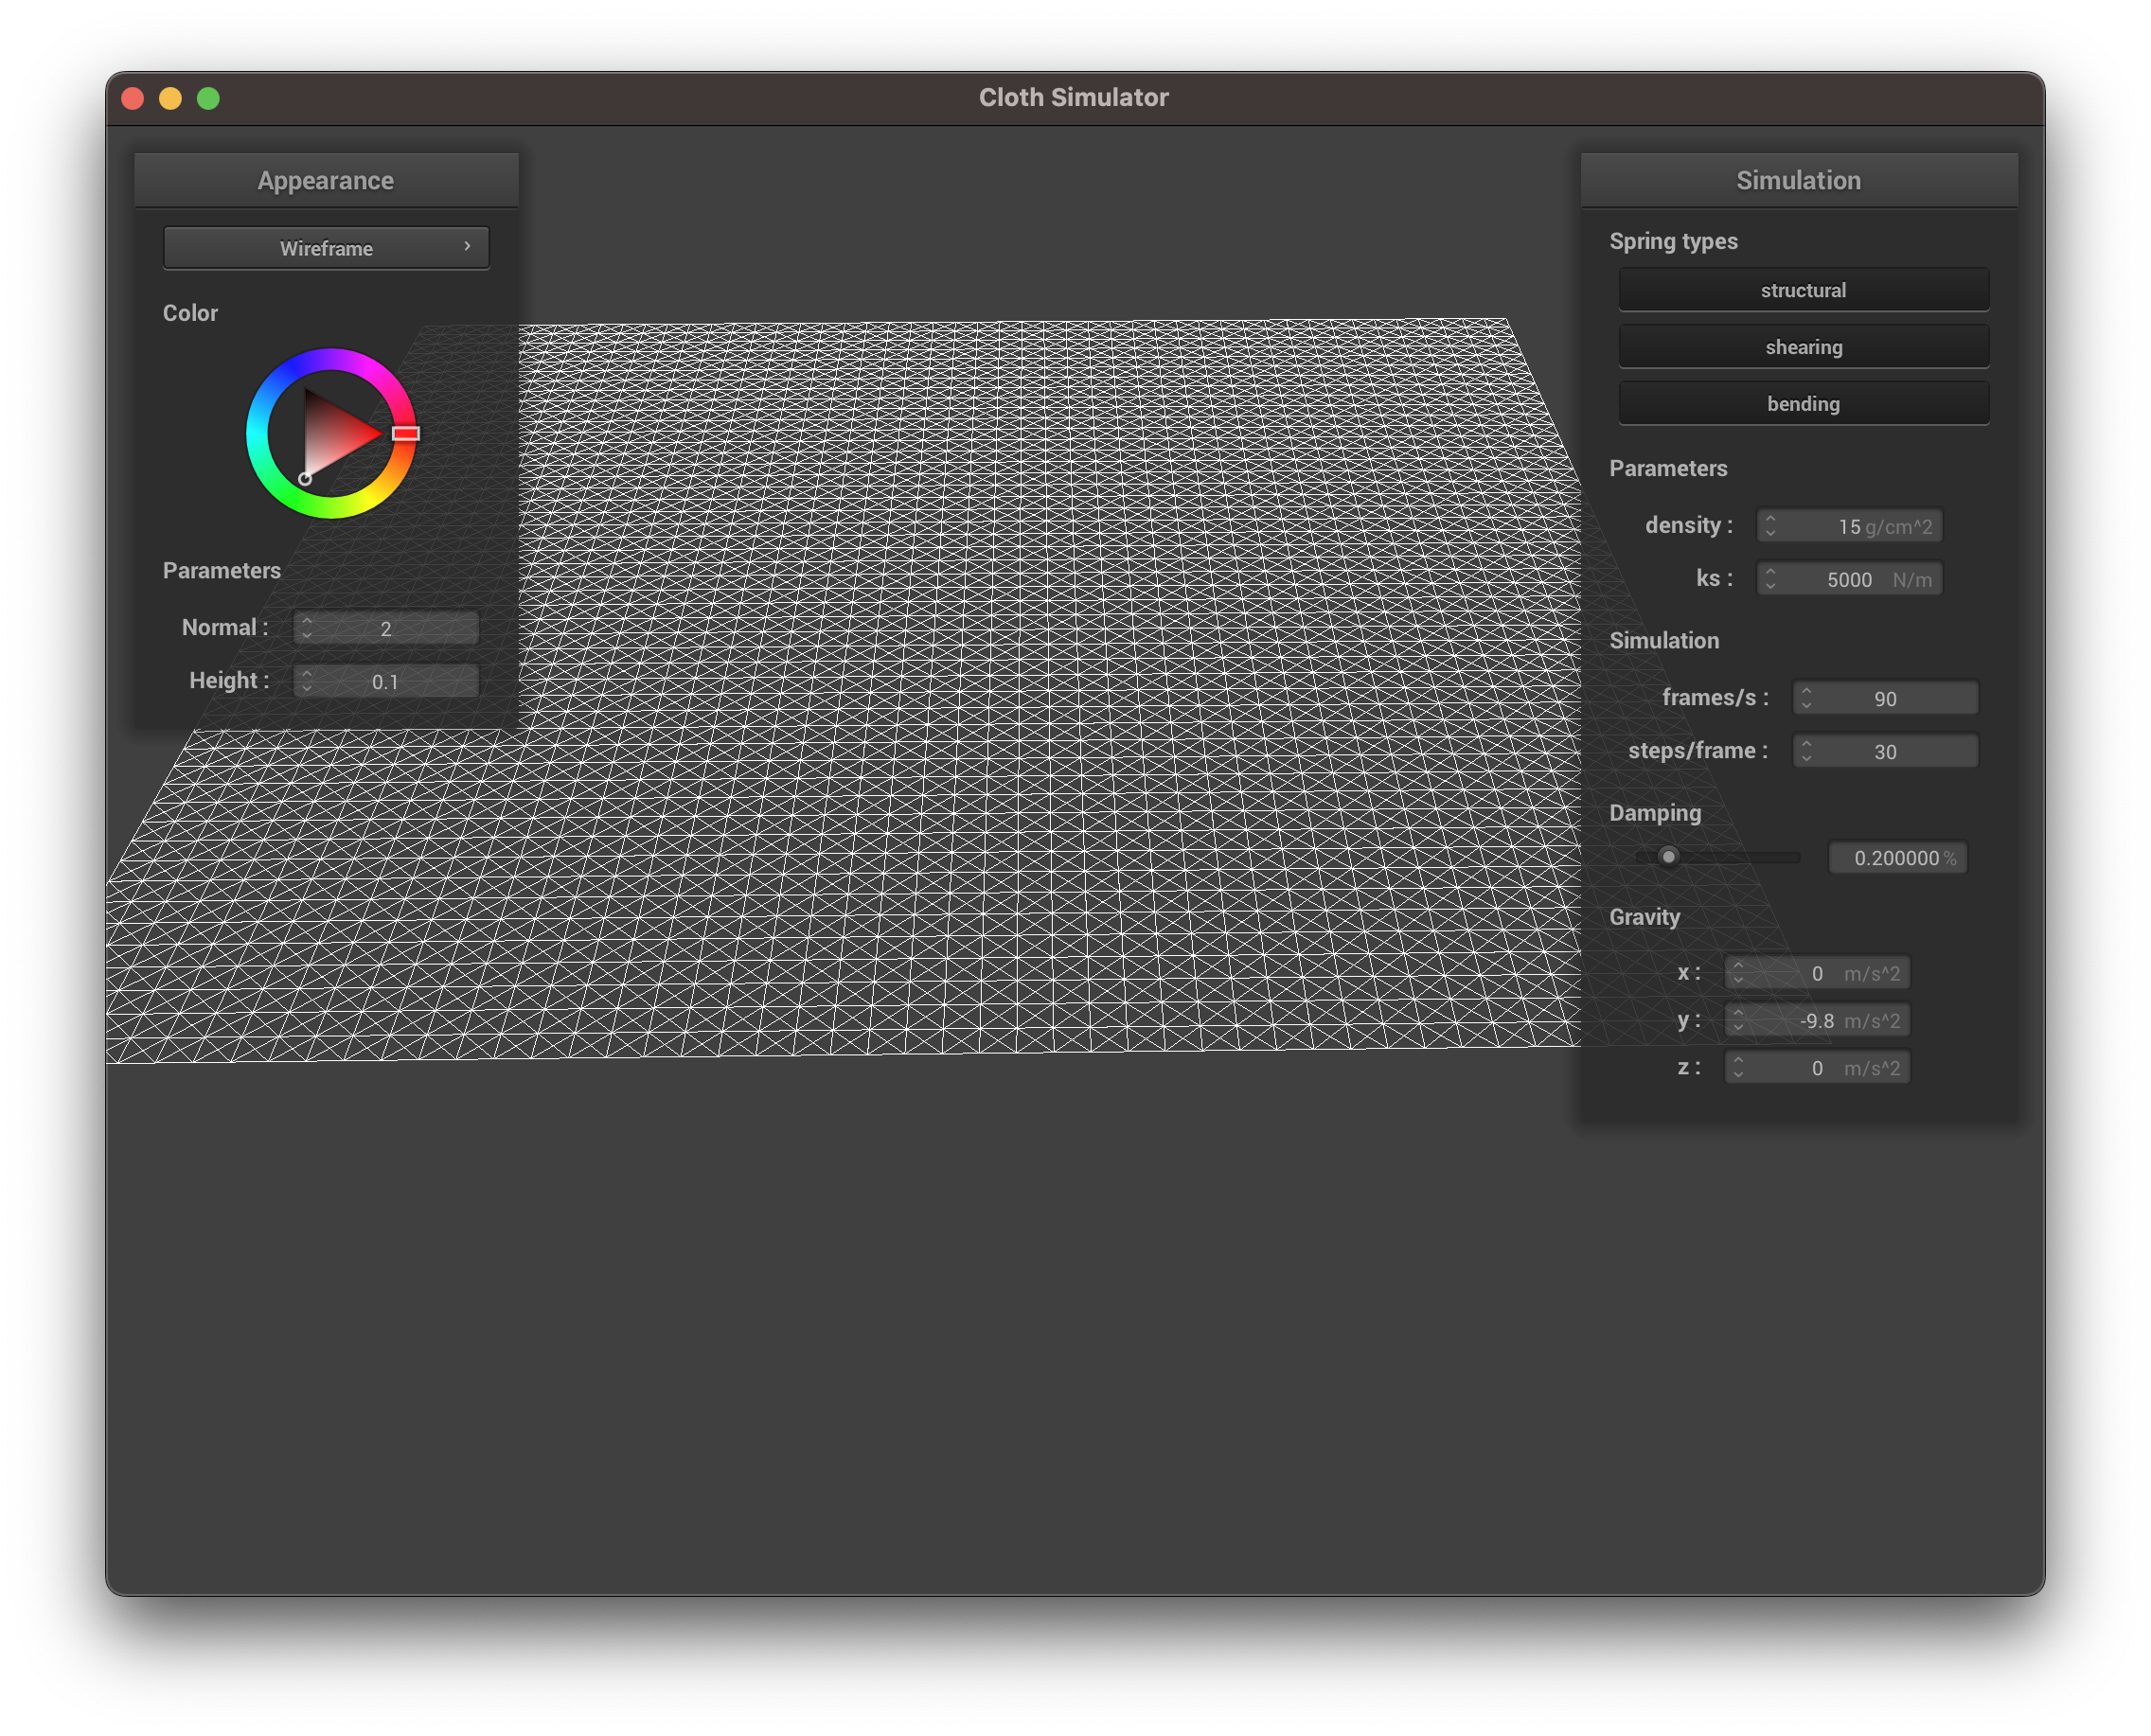 Cloth Simulator
Appearance
Wireframe
Color
Parameters
Normal : 2
Height : 0.1
Simulation
Spring types
structural
shearing
bending
Parameters
density : 15 g/cm^2
ks : 5000 N/m
Simulation
frames/s : 90
steps/frame : 30
Damping
0.200000 %
Gravity
x : 0 m/s^2
y : -9.8 m/s^2
z : 0 m/s^2